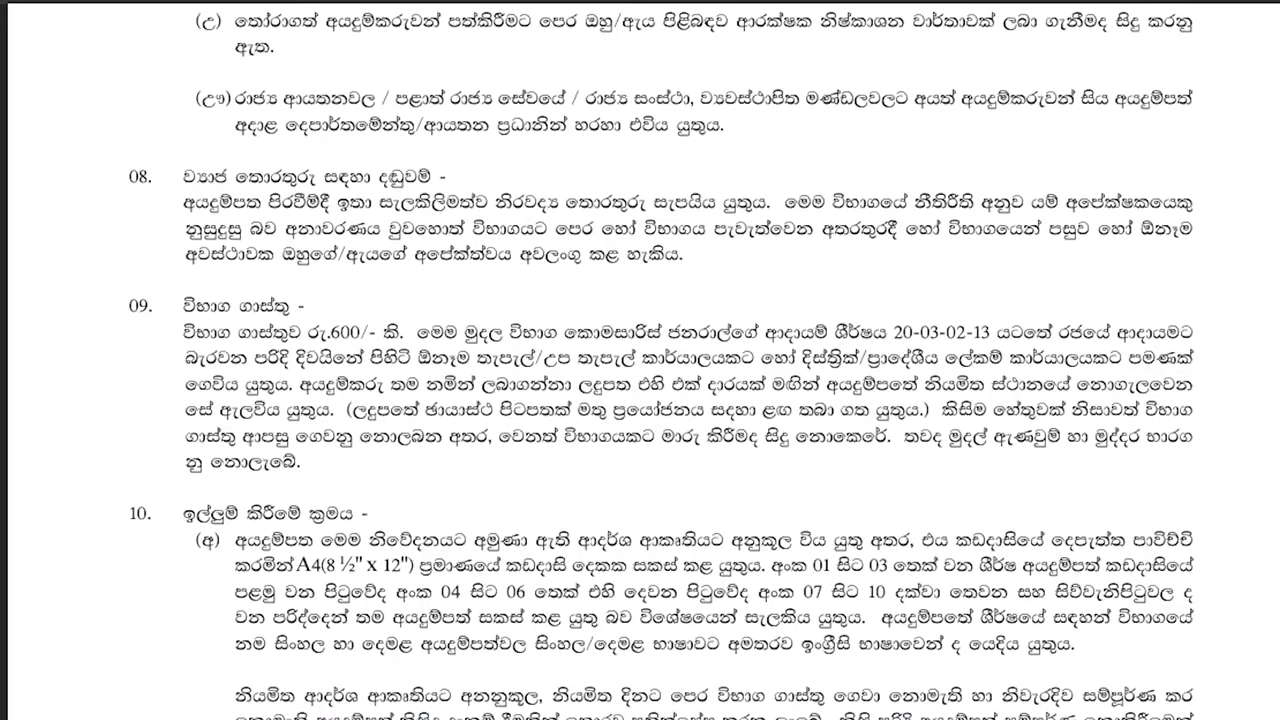 (උ) තෝරාගත් අයදුම්කරුවන් පත්කිරීමට පෙර ඔහු/ඇය පිළිබඳව ආරක්ෂක නිෂ්කාශන වාර්තාවක් ලබා ගැනීමද සිදු කරනු
ඇත.
(ඌ) රාජ්‍ය ආයතනවල / පළාත් රාජ්‍ය සේවයේ / රාජ්‍ය සංස්ථා, ව්‍යවස්ථාපිත මණ්ඩලවලට අයත් අයදුම්කරුවන් සිය අයදුම්පත්
අදාළ දෙපාර්තමේන්තු/ආයතන ප්‍රධානින් හරහා එවිය යුතුය.
08. ව්‍යාජ තොරතුරු සඳහා දඬුවම් -
අයදුම්පත පිරවීම්දී ඉතා සැලකිලිමත්ව නිරවද්‍ය තොරතුරු සැපයිය යුතුය. මෙම විභාගයේ නීතිරීති අනුව යම් අපේක්ෂකයෙකු
නුසුදුසු බව අනාවරණය වුවහොත් විභාගයට පෙර හෝ විභාගය පැවැත්වෙන අතරතුරදී හෝ විභාගයෙන් පසුව හෝ ඕනෑම
අවස්ථාවක ඔහුගේ/ඇයගේ අපේක්ත්වය අවලංගු කළ හැකිය.
09. විභාග ගාස්තු -
විභාග ගාස්තුව රු.600/- කි. මෙම මුදල විභාග කොමසාරිස් ජනරාල්ගේ ආදායම් ශීර්ෂය 20-03-02-13 යටතේ රජයේ ආදායමට
බැරවන පරිදි දිවයිනේ පිහිටි ඕනෑම තැපැල්/උප තැපැල් කාර්යාලයකට හෝ දිස්ත්‍රික්/ප්‍රාදේශීය ලේකම් කාර්යාලයකට පමණක්
ගෙවිය යුතුය. අයදුම්කරු තම නමින් ලබාගන්නා ලදුපත එහි එක් දාරයක් මඟින් අයදුම්පතේ නියමිත ස්ථානයේ නොගැලවෙන
සේ ඇලවිය යුතුය. (ලදුපතේ ඡායාස්ථ පිටපතක් මතු ප්‍රයෝජනය සදහා ළඟ තබා ගත යුතුය.) කිසිම හේතුවක් නිසාවත් විභාග
ගාස්තු ආපසු ගෙවනු නොලබන අතර, වෙනත් විභාගයකට මාරු කිරීමද සිදු නොකෙරේ. තවද මුදල් ඇණවුම් හා මුද්දර භාරග
නු නොලැබේ.
10. ඉල්ලුම් කිරීමේ ක්‍රමය -
(අ) අයදුම්පත මෙම නිවේදනයට අමුණා ඇති ආදර්ශ ආකෘතියට අනුකූල විය යුතු අතර, එය කඩදාසියේ දෙපැත්ත පාවිච්චි
කරමින් A4(8 ½" x 12") ප්‍රමාණයේ කඩදාසි දෙකක සකස් කළ යුතුය. අංක 01 සිට 03 තෙක් වන ශීර්ෂ අයදුම්පත් කඩදාසියේ
පළමු වන පිටුවේද අංක 04 සිට 06 තෙක් එහි දෙවන පිටුවේද අංක 07 සිට 10 දක්වා තෙවන සහ සිව්වැනිපිටුවල ද
වන පරිද්දෙන් තම අයදුම්පත් සකස් කළ යුතු බව විශේෂයෙන් සැලකිය යුතුය. අයදුම්පතේ ශීර්ෂයේ සඳහන් විභාගයේ
නම සිංහල හා දෙමළ අයදුම්පත්වල සිංහල/දෙමළ භාෂාවට අමතරව ඉංග්‍රීසි භාෂාවෙන් ද යෙදිය යුතුය.
නියමිත ආදර්ශ ආකෘතියට අනනුකූල, නියමිත දිනට පෙර විභාග ගාස්තු ගෙවා නොමැති හා නිවැරදිව සම්පූර්ණ කර